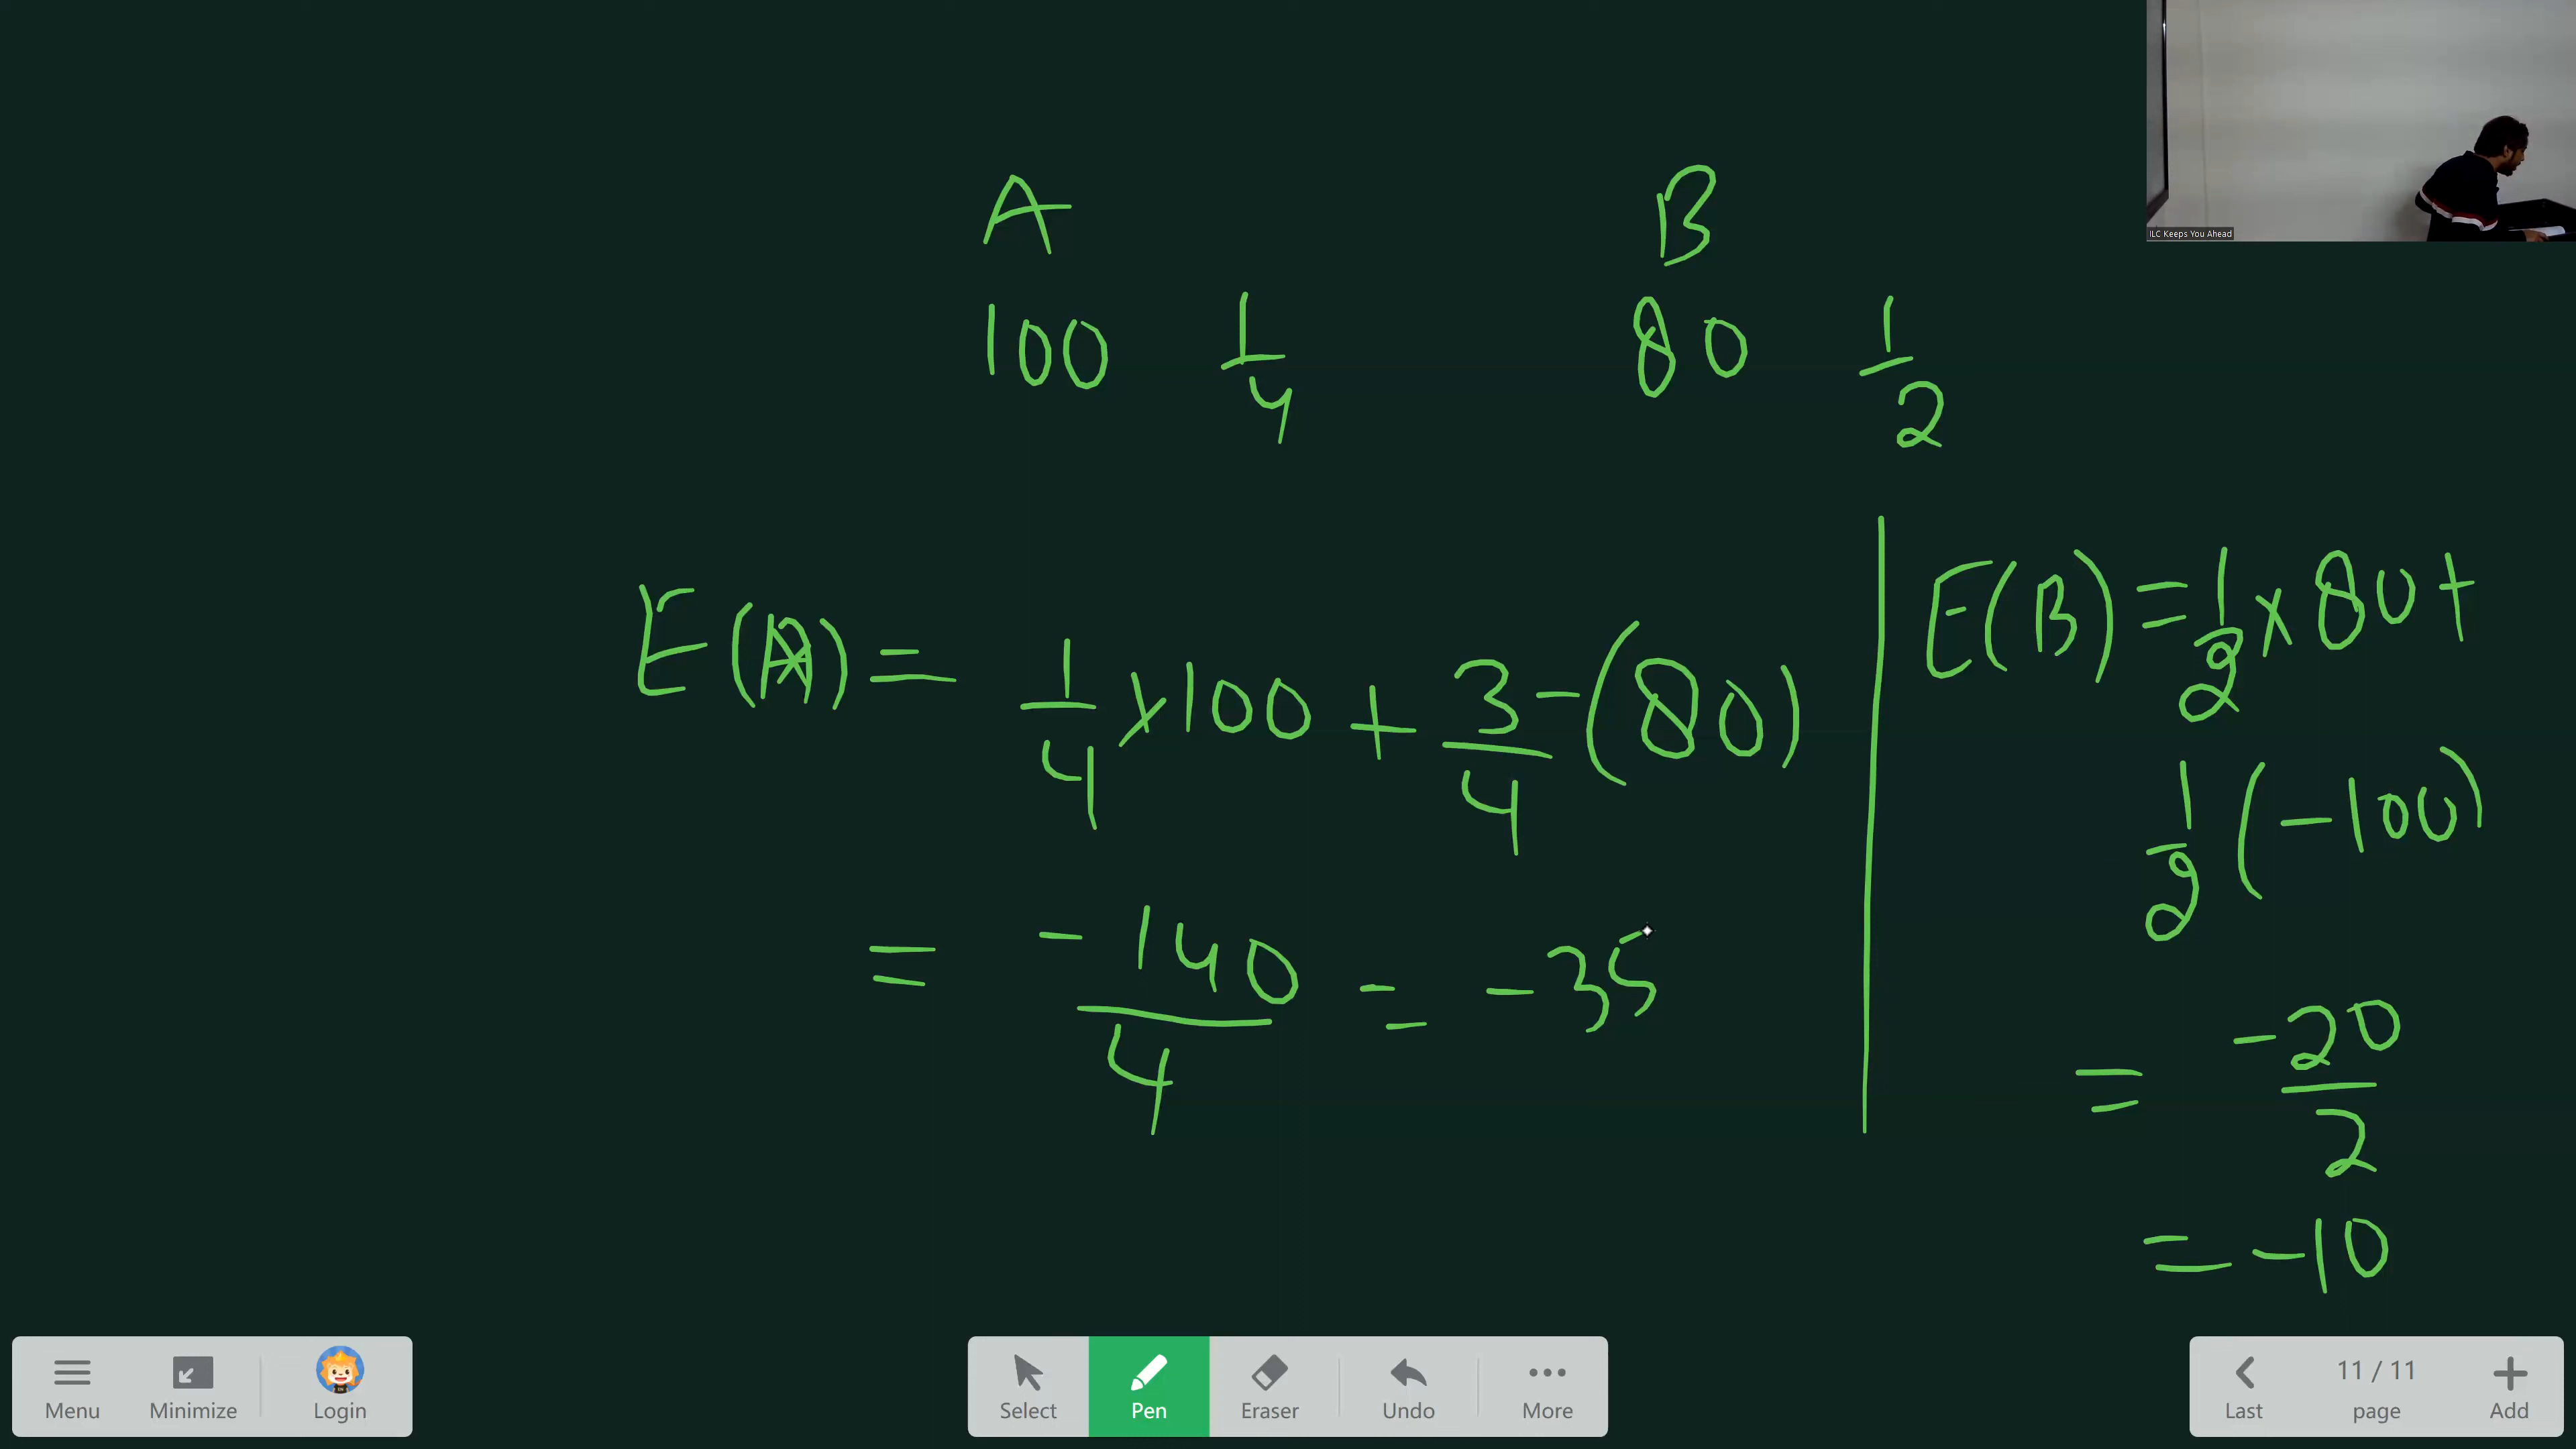 ILC Keeps You Ahead
A B
100 1/4 80 1/2
E(A) = 1/4 × 100 + 3/4 -(80)
= -140/4 = -35
E(B) = 1/2 × 80 +
1/2 (-100)
= -20/2
= -10
Menu Minimize Login
Select Pen Eraser Undo More
Last 11 / 11 page Add